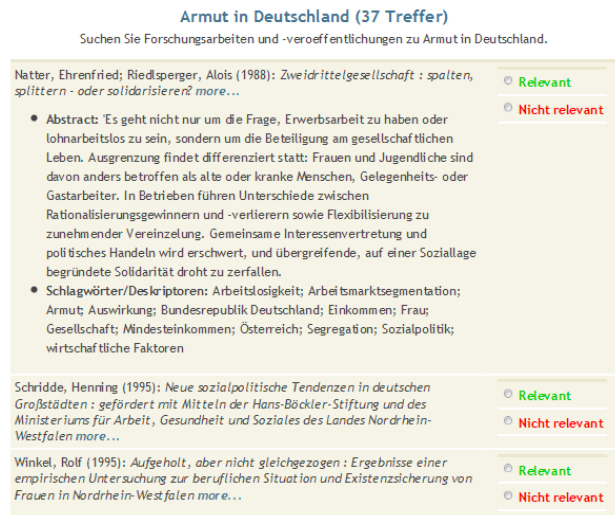 Armut in Deutschland (37 Treffer)
Suchen Sie Forschungsarbeiten und -veroeffentlichungen zu Armut in Deutschland.
Natter, Ehrenfried; Riedlsperger, Alois (1988): Zweidrittelgesellschaft : spalten,
splittern - oder solidarisieren? more...
Relevant
Nicht relevant
• Abstract: 'Es geht nicht nur um die Frage, Erwerbsarbeit zu haben oder
lohnarbeitslos zu sein, sondern um die Beteiligung am gesellschaftlichen
Leben. Ausgrenzung findet differenziert statt: Frauen und Jugendliche sind
davon anders betroffen als alte oder kranke Menschen, Gelegenheits- oder
Gastarbeiter. In Betrieben führen Unterschiede zwischen
Rationalisierungsgewinnern und -verlierern sowie Flexibilisierung zu
zunehmender Vereinzelung. Gemeinsame Interessenvertretung und
politisches Handeln wird erschwert, und übergreifende, auf einer Soziallage
begründete Solidarität droht zu zerfallen.
• Schlagwörter/Deskriptoren: Arbeitslosigkeit; Arbeitsmarktsegmentation;
Armut; Auswirkung; Bundesrepublik Deutschland; Einkommen; Frau;
Gesellschaft; Mindesteinkommen; Österreich; Segregation; Sozialpolitik;
wirtschaftliche Faktoren
Schridde, Henning (1995): Neue sozialpolitische Tendenzen in deutschen
Großstädten : gefördert mit Mitteln der Hans-Böckler-Stiftung und des
Ministeriums für Arbeit, Gesundheit und Soziales des Landes Nordrhein-
Westfalen more...
Relevant
Nicht relevant
Winkel, Rolf (1995): Aufgeholt, aber nicht gleichgezogen : Ergebnisse einer
empirischen Untersuchung zur beruflichen Situation und Existenzsicherung von
Frauen in Nordrhein-Westfalen more...
Relevant
Nicht relevant